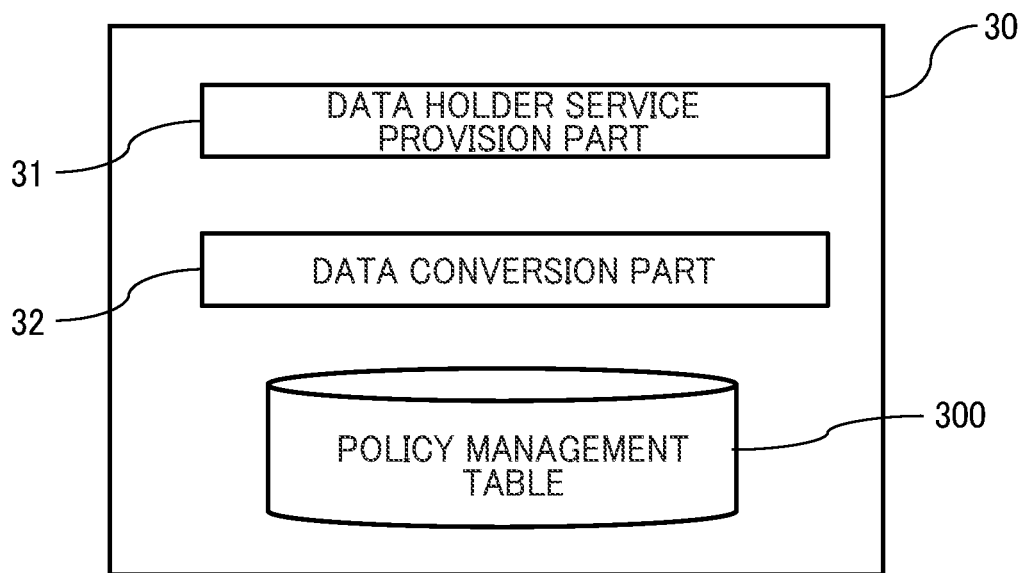 30
DATA HOLDER SERVICE
PROVISION PART
31
DATA CONVERSION PART
32
POLICY MANAGEMENT
TABLE
300